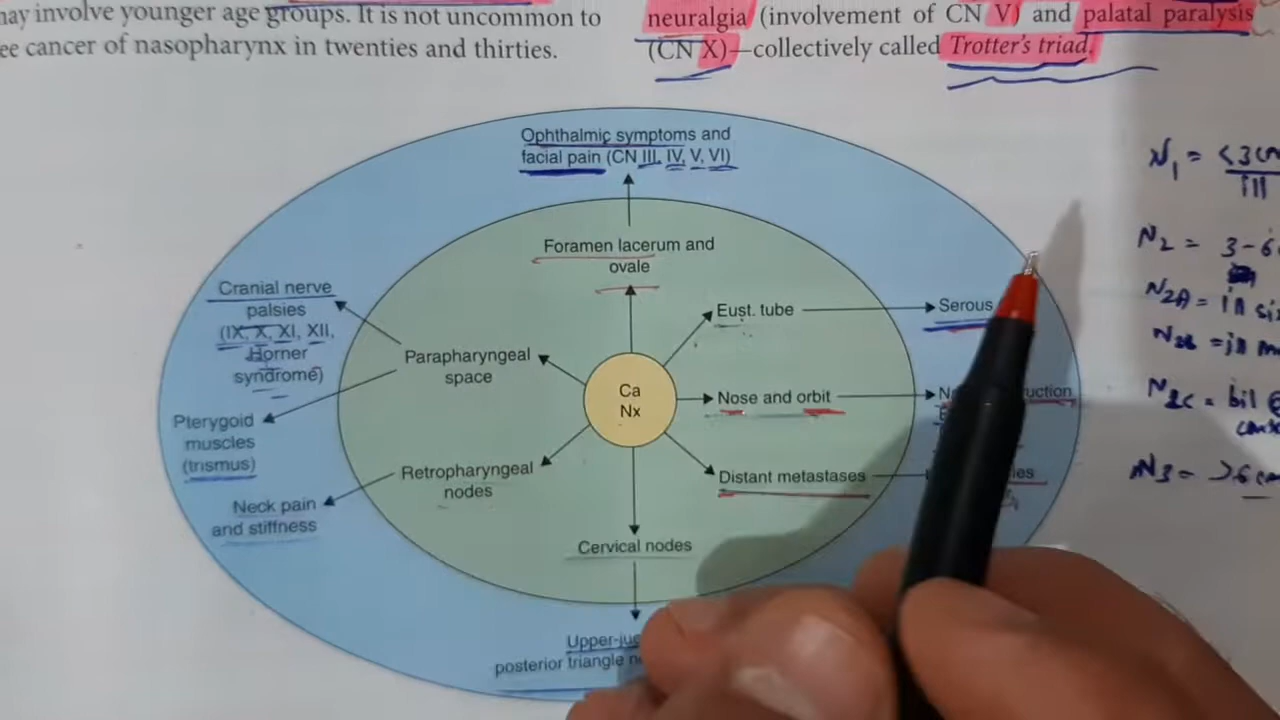 may involve younger age groups. It is not uncommon to
cancer of nasopharynx in twenties and thirties.
neuralgia (involvement of CN V) and palatal paralysis
(CN X)—collectively called Trotter's triad.
Ophthalmic symptoms and
facial pain (CN III, IV, V, VI)
Foramen lacerum and
ovale
Cranial nerve
palsies
(IX, X, XI, XII,
Horner
syndrome)
Eust. tube
Serous
Parapharyngeal
space
Ca
Nx
Nose and orbit
Pterygoid
muscles
(trismus)
Retropharyngeal
nodes
Distant metastases
Neck pain
and stiffness
Cervical nodes
posterior triangle
N1 = <3
N2 = 3-6
N2A = in
N2B = in
N2C = bil
N3 = >6 cm